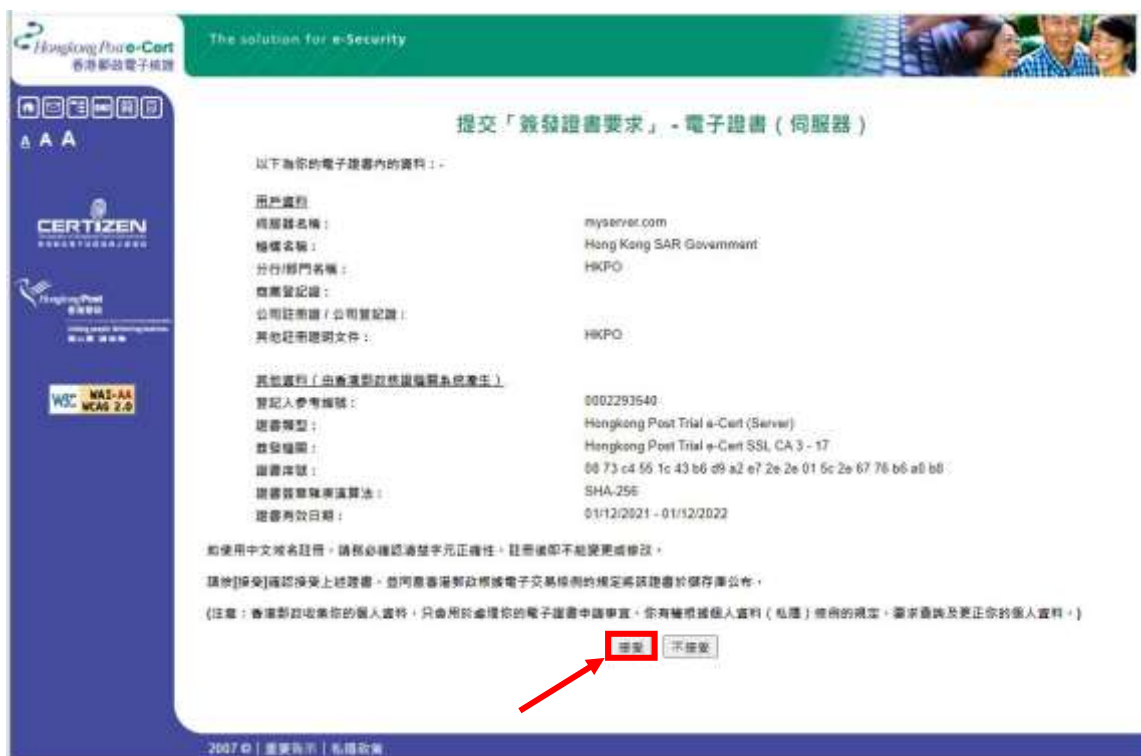 Hongkong Post e-Cert
香港郵政電子核證
The solution for e-Security
A A A
CERTIZEN
Hongkong Post
香港郵政
Linking people Delivering business
W3C WAI-AA
WCAG 2.0
提交「簽發證書要求」 - 電子證書 ( 伺服器 )
以下為你的電子證書內的資料：-
用戶資料
伺服器名稱： myserver.com
機構名稱： Hong Kong SAR Government
分行/部門名稱： HKPO
商業登記證：
公司註冊證 / 公司登記證：
其他註冊證明文件： HKPO
其他資料 ( 由香港郵政核證機關系統產生 )
登記人參考編號： 0002293540
證書類型： Hongkong Post Trial e-Cert (Server)
簽發機關： Hongkong Post Trial e-Cert SSL CA 3 - 17
證書序號： 08 73 c4 55 1c 43 b6 d9 a2 e7 2e 2e 01 5c 2e 67 76 b6 a0 b8
證書簽章雜湊演算法： SHA-256
證書有效日期： 01/12/2021 - 01/12/2022
如使用中文域名註冊，請務必確認清楚字元正確性，註冊後即不能變更或修改。
請按[接受]確認接受上述證書，並同意香港郵政根據電子交易條例的規定將該證書於儲存庫公布。
(注意：香港郵政收集你的個人資料，只會用於處理你的電子證書申請事宜。你有權根據個人資料 ( 私隱 ) 條例的規定，要求查詢及更正你的個人資料。)
接受 不接受
2007 © | 重要告示 | 私隱政策